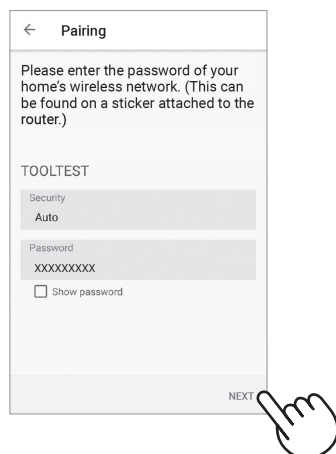 Pairing
Please enter the password of your
home's wireless network. (This can
be found on a sticker attached to the
router.)
TOOLTEST
Security
Auto
Password
XXXXXXXXX
Show password
NEXT